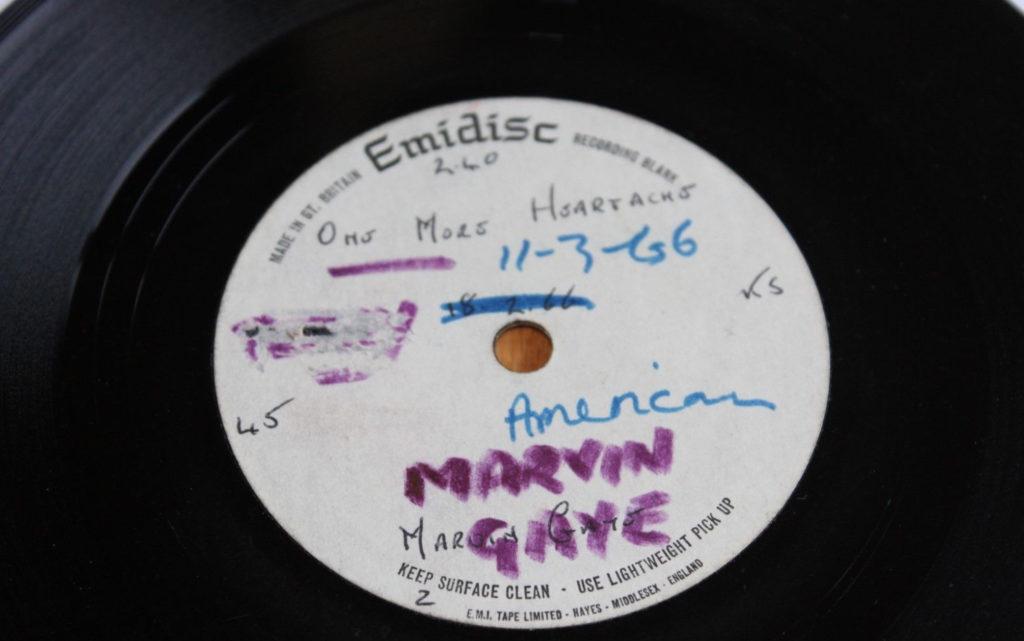 Emidisc
MADE IN GT. BRITAIN
RECORDING BLANK
2.40
ONE MORE HEARTACHE
11-3-66
18.2.66
KS
45
American
MARVIN
GAYE
MARVIN GAYE
KEEP SURFACE CLEAN - USE LIGHTWEIGHT PICK UP
2
E.M.I. TAPE LIMITED - HAYES - MIDDLESEX - ENGLAND